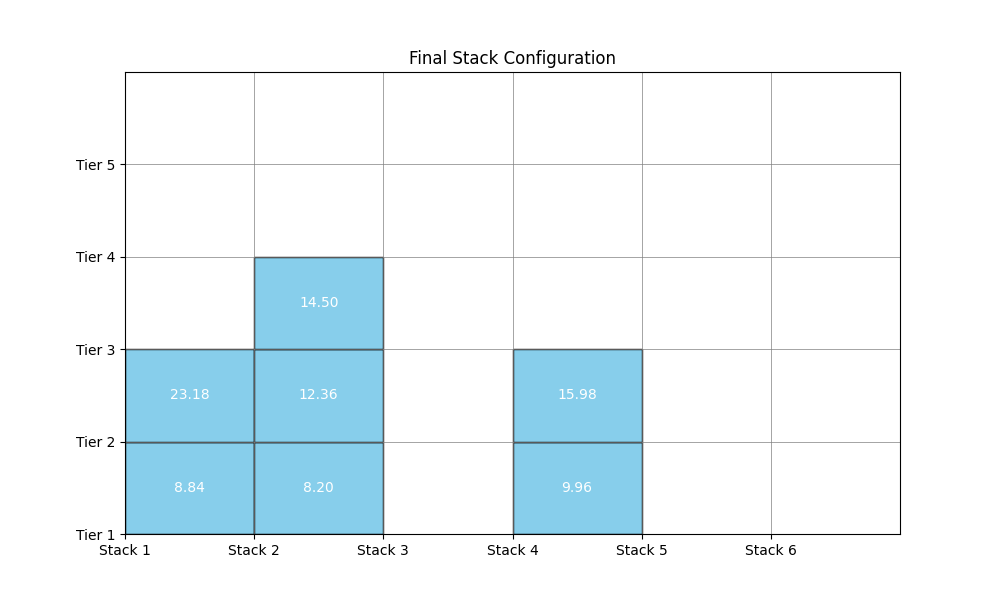 Final Stack Configuration
Tier 5
Tier 4
14.50
Tier 3
23.18 12.36 15.98
Tier 2
8.84 8.20 9.96
Tier 1
Stack 1 Stack 2 Stack 3 Stack 4 Stack 5 Stack 6